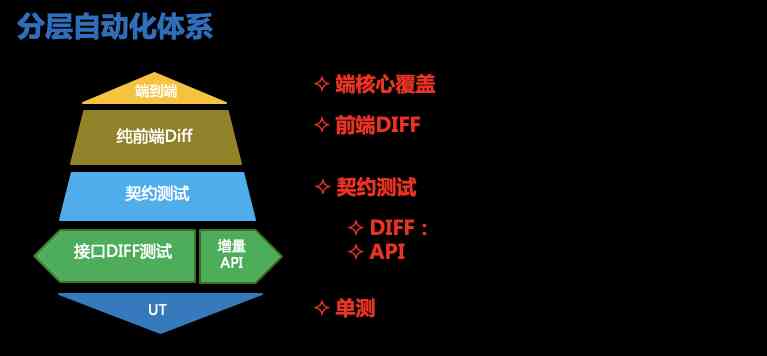 分层自动化体系
端到端
纯前端Diff
契约测试
接口DIFF测试
增量
API
UT
端核心覆盖
前端DIFF
契约测试
DIFF：
API
单测